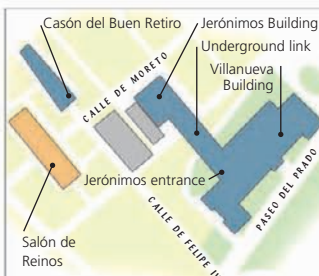 Casón del Buen Retiro
Jerónimos Building
Underground link
Villanueva
Building
CALLE DE MORETO
Jerónimos entrance
PASEO DEL PRADO
CALLE DE FELIPE
Salón de
Reinos